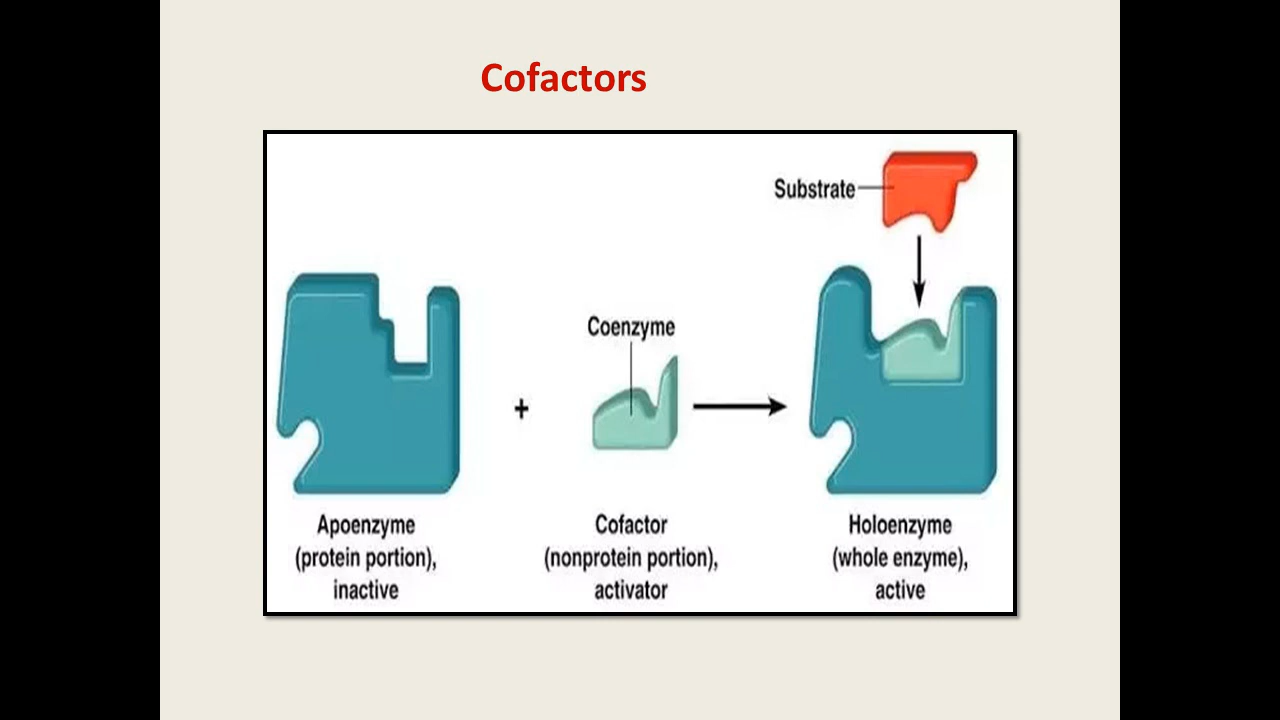 Cofactors
Substrate
Coenzyme
+
Apoenzyme
(protein portion),
inactive
Cofactor
(nonprotein portion),
activator
Holoenzyme
(whole enzyme),
active